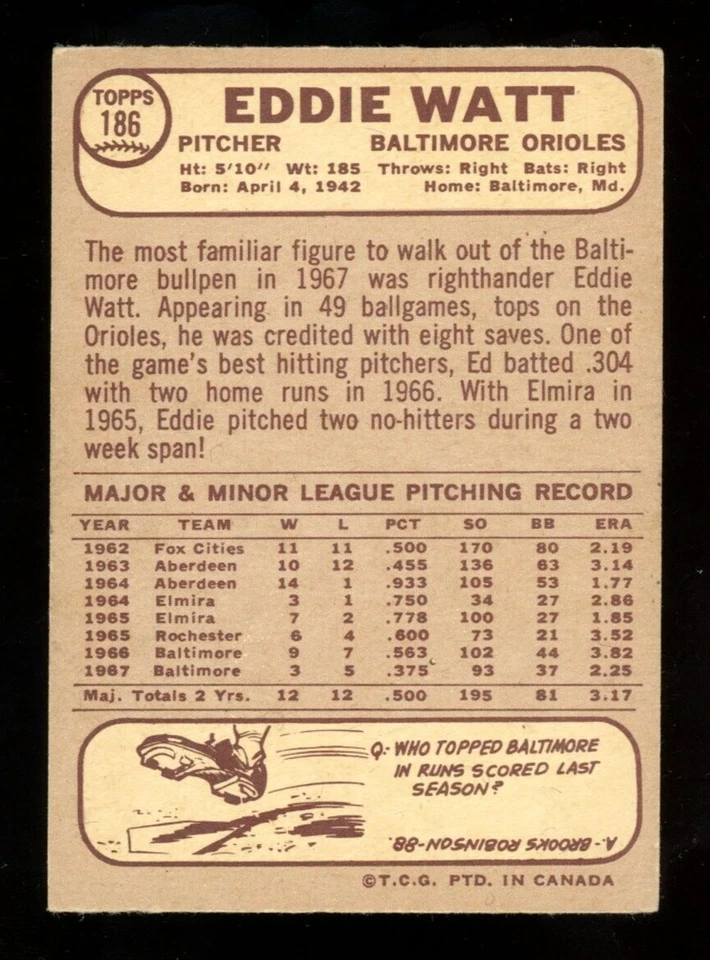 TOPPS
186
EDDIE WATT
PITCHER BALTIMORE ORIOLES
Ht: 5'10" Wt: 185 Throws: Right Bats: Right
Born: April 4, 1942 Home: Baltimore, Md.
The most familiar figure to walk out of the Balti-
more bullpen in 1967 was righthander Eddie
Watt. Appearing in 49 ballgames, tops on the
Orioles, he was credited with eight saves. One of
the game's best hitting pitchers, Ed batted .304
with two home runs in 1966. With Elmira in
1965, Eddie pitched two no-hitters during a two
week span!
MAJOR & MINOR LEAGUE PITCHING RECORD
YEAR TEAM W L PCT SO BB ERA
1962 Fox Cities 11 11 .500 170 80 2.19
1963 Aberdeen 10 12 .455 136 63 3.14
1964 Aberdeen 14 1 .933 105 53 1.77
1964 Elmira 3 1 .750 34 27 2.86
1965 Elmira 7 2 .778 100 27 1.85
1965 Rochester 6 4 .600 73 21 3.52
1966 Baltimore 9 7 .563 102 44 3.82
1967 Baltimore 3 5 .375 93 37 2.25
Maj. Totals 2 Yrs. 12 12 .500 195 81 3.17
Q:- WHO TOPPED BALTIMORE
IN RUNS SCORED LAST
SEASON?
A.- BROOKS ROBINSON-88.
©T.C.G. PTD. IN CANADA